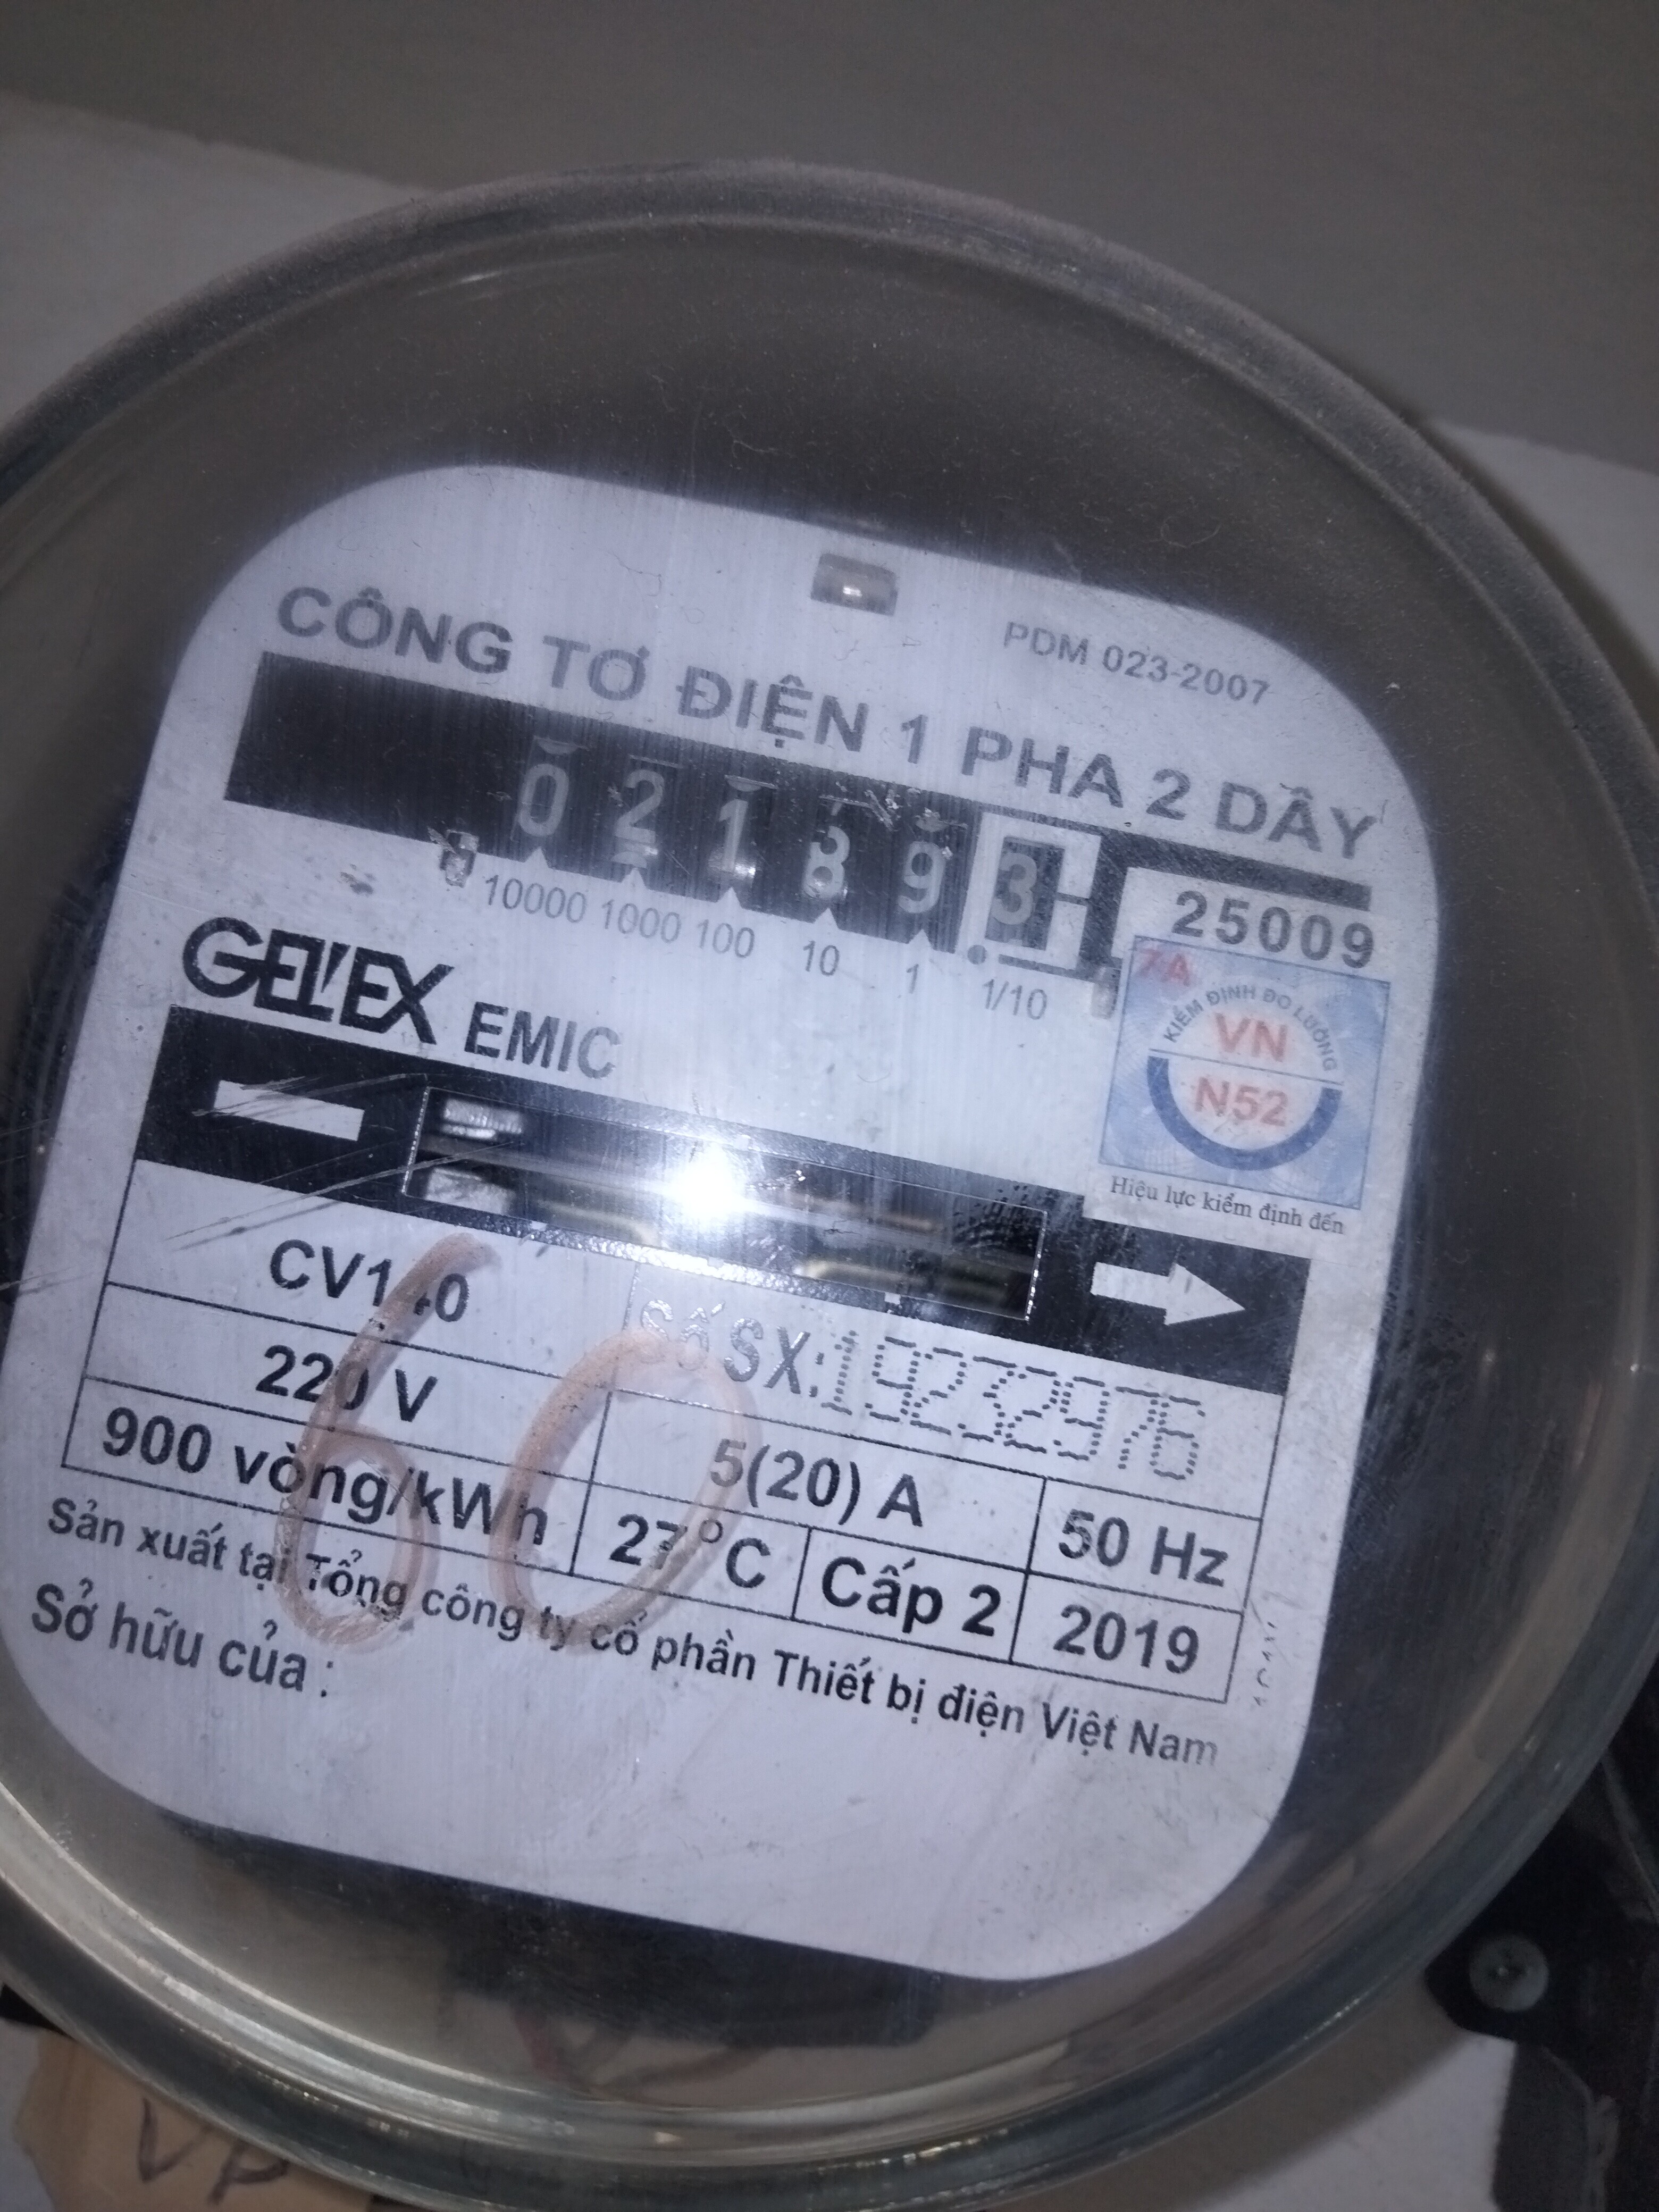 PDM 023-2007
CÔNG TƠ ĐIỆN 1 PHA 2 DÂY
0 2 1 8 9 3
10000 1000 100 10 1 1/10
25009
7A
KIỂM ĐỊNH ĐO LƯỜNG
VN
N52
Hiệu lực kiểm định đến
GELEX EMIC
CV140
Số SX:19232976
220 V
5(20) A
50 Hz
900 vòng/kWh
27°C
Cấp 2
2019
60
Sản xuất tại Tổng công ty cổ phần Thiết bị điện Việt Nam
Sở hữu của :
VP